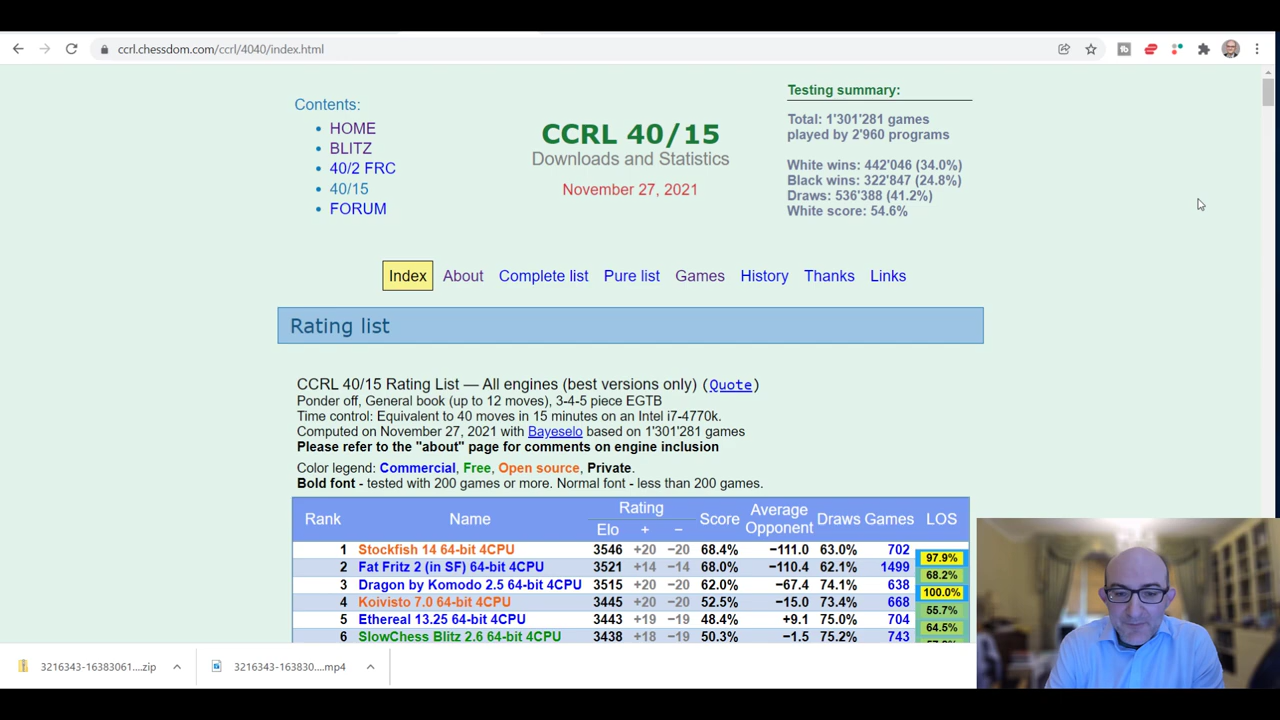 ccrl.chessdom.com/ccrl/4040/index.html
Contents:
HOME
BLITZ
40/2 FRC
40/15
FORUM
CCRL 40/15
Downloads and Statistics
November 27, 2021
Testing summary:
Total: 1'301'281 games
played by 2'960 programs
White wins: 442'046 (34.0%)
Black wins: 322'847 (24.8%)
Draws: 536'388 (41.2%)
White score: 54.6%
Index About Complete list Pure list Games History Thanks Links
Rating list
CCRL 40/15 Rating List — All engines (best versions only) (Quote)
Ponder off, General book (up to 12 moves), 3-4-5 piece EGTB
Time control: Equivalent to 40 moves in 15 minutes on an Intel i7-4770k.
Computed on November 27, 2021 with Bayeselo based on 1'301'281 games
Please refer to the "about" page for comments on engine inclusion
Color legend: Commercial, Free, Open source, Private.
Bold font - tested with 200 games or more. Normal font - less than 200 games.
Rank Name Rating Elo + − Score Average Opponent Draws Games LOS
1 Stockfish 14 64-bit 4CPU 3546 +20 −20 68.4% −111.0 63.0% 702
97.9%
2 Fat Fritz 2 (in SF) 64-bit 4CPU 3521 +14 −14 68.0% −110.4 62.1% 1499
68.2%
3 Dragon by Komodo 2.5 64-bit 4CPU 3515 +20 −20 62.0% −67.4 74.1% 638
100.0%
4 Koivisto 7.0 64-bit 4CPU 3445 +20 −20 52.5% −15.0 73.4% 668
55.7%
5 Ethereal 13.25 64-bit 4CPU 3443 +19 −19 48.4% +9.1 75.0% 704
64.5%
6 SlowChess Blitz 2.6 64-bit 4CPU 3438 +18 −19 50.3% −1.5 75.2% 743
3216343-16383061....zip
3216343-163830....mp4